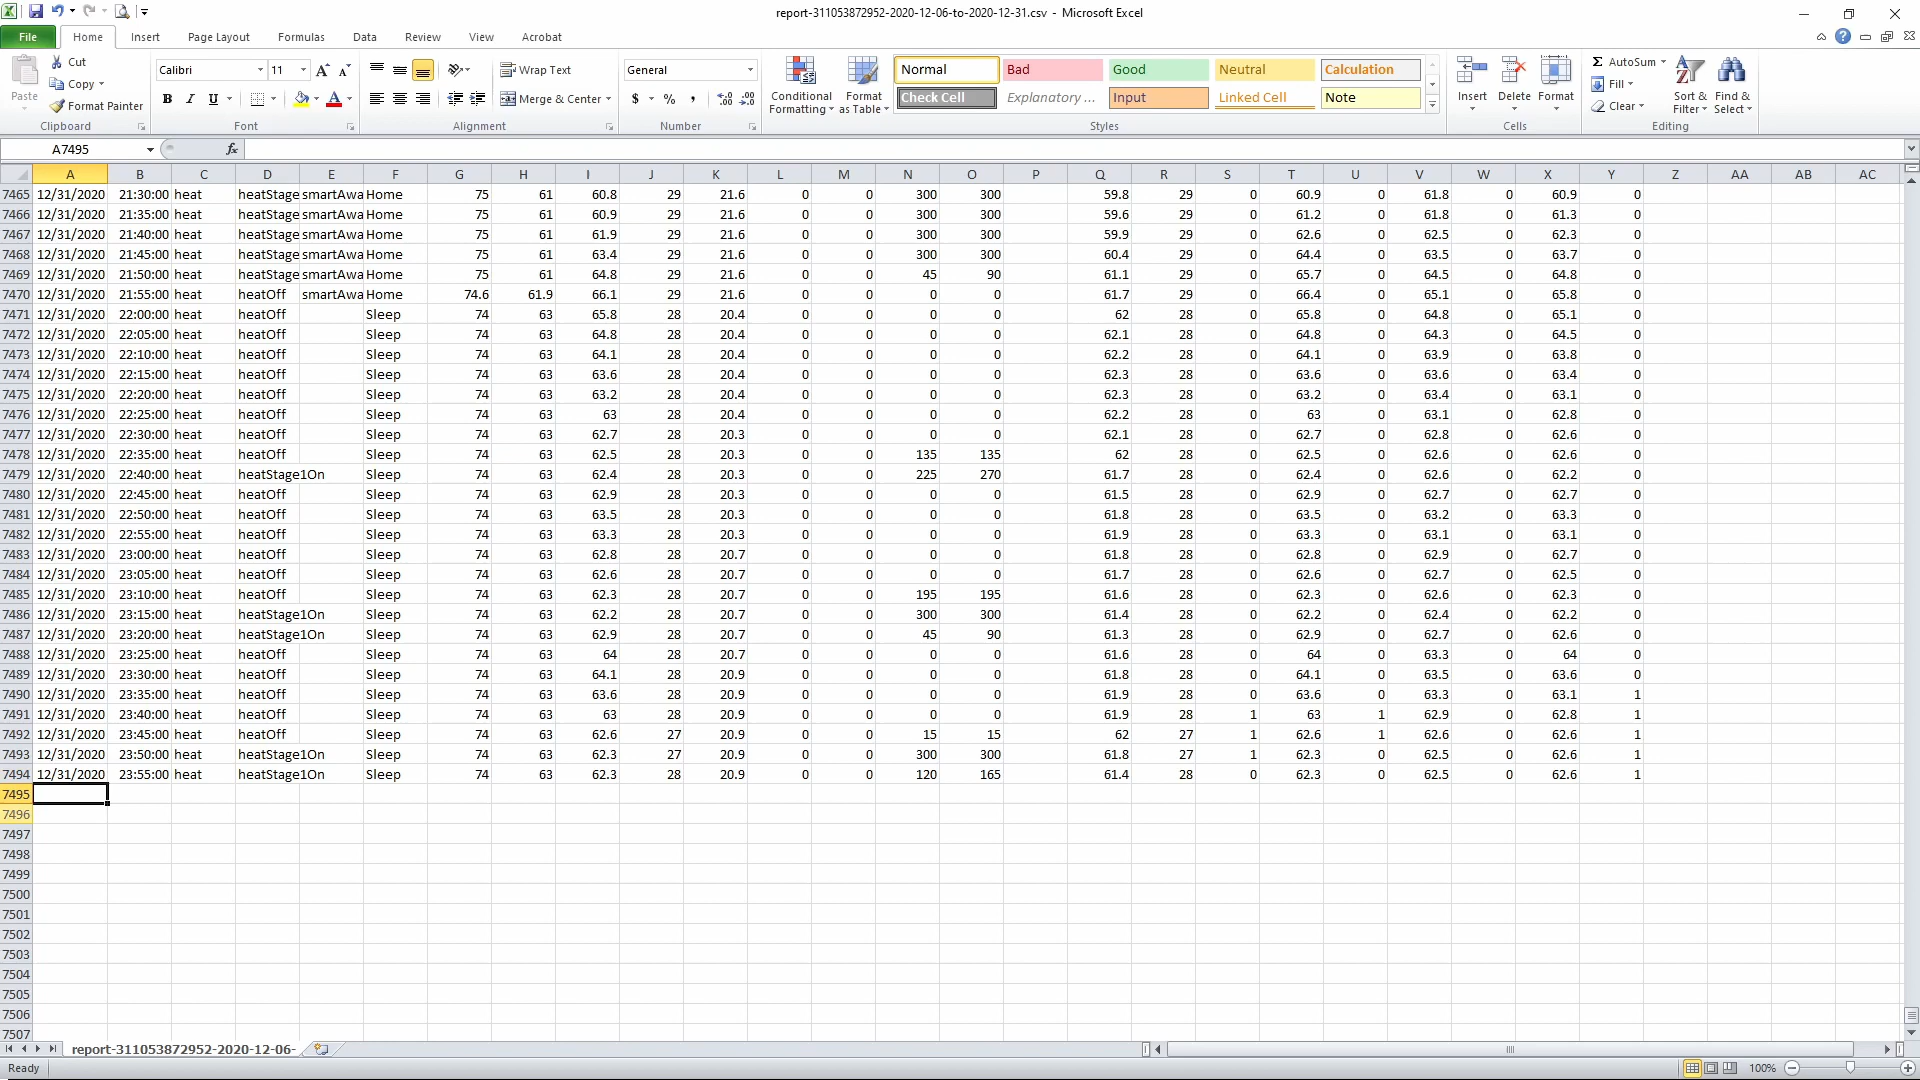 report-311053872952-2020-12-06-to-2020-12-31.csv - Microsoft Excel
File Home Insert Page Layout Formulas Data Review View Acrobat
Paste Cut Copy Format Painter
Calibri 11 B I U
Wrap Text Merge & Center
General $ % ,
Conditional Formatting Format as Table
Normal Bad Good Neutral Calculation
Check Cell Explanatory ... Input Linked Cell Note
Insert Delete Format
AutoSum Fill Clear
Sort & Filter Find & Select
Clipboard Font Alignment Number Styles Cells Editing
A7495 fx
A B C D E F G H I J K L M N O P Q R S T U V W X Y Z AA AB AC
7465 12/31/2020 21:30:00 heat heatStage smartAwa Home 75 61 60.8 29 21.6 0 0 300 300 59.8 29 0 60.9 0 61.8 0 60.9 0
7466 12/31/2020 21:35:00 heat heatStage smartAwa Home 75 61 60.9 29 21.6 0 0 300 300 59.6 29 0 61.2 0 61.8 0 61.3 0
7467 12/31/2020 21:40:00 heat heatStage smartAwa Home 75 61 61.9 29 21.6 0 0 300 300 59.9 29 0 62.6 0 62.5 0 62.3 0
7468 12/31/2020 21:45:00 heat heatStage smartAwa Home 75 61 63.4 29 21.6 0 0 300 300 60.4 29 0 64.4 0 63.5 0 63.7 0
7469 12/31/2020 21:50:00 heat heatStage smartAwa Home 75 61 64.8 29 21.6 0 0 45 90 61.1 29 0 65.7 0 64.5 0 64.8 0
7470 12/31/2020 21:55:00 heat heatOff smartAwa Home 74.6 61.9 66.1 29 21.6 0 0 0 0 61.7 29 0 66.4 0 65.1 0 65.8 0
7471 12/31/2020 22:00:00 heat heatOff Sleep 74 63 65.8 28 20.4 0 0 0 0 62 28 0 65.8 0 64.8 0 65.1 0
7472 12/31/2020 22:05:00 heat heatOff Sleep 74 63 64.8 28 20.4 0 0 0 0 62.1 28 0 64.8 0 64.3 0 64.5 0
7473 12/31/2020 22:10:00 heat heatOff Sleep 74 63 64.1 28 20.4 0 0 0 0 62.2 28 0 64.1 0 63.9 0 63.8 0
7474 12/31/2020 22:15:00 heat heatOff Sleep 74 63 63.6 28 20.4 0 0 0 0 62.3 28 0 63.6 0 63.6 0 63.4 0
7475 12/31/2020 22:20:00 heat heatOff Sleep 74 63 63.2 28 20.4 0 0 0 0 62.3 28 0 63.2 0 63.4 0 63.1 0
7476 12/31/2020 22:25:00 heat heatOff Sleep 74 63 63 28 20.4 0 0 0 0 62.2 28 0 63 0 63.1 0 62.8 0
7477 12/31/2020 22:30:00 heat heatOff Sleep 74 63 62.7 28 20.3 0 0 0 0 62.1 28 0 62.7 0 62.8 0 62.6 0
7478 12/31/2020 22:35:00 heat heatOff Sleep 74 63 62.5 28 20.3 0 0 135 135 62 28 0 62.5 0 62.6 0 62.6 0
7479 12/31/2020 22:40:00 heat heatStage1On Sleep 74 63 62.4 28 20.3 0 0 225 270 61.7 28 0 62.4 0 62.6 0 62.2 0
7480 12/31/2020 22:45:00 heat heatOff Sleep 74 63 62.9 28 20.3 0 0 0 0 61.5 28 0 62.9 0 62.7 0 62.7 0
7481 12/31/2020 22:50:00 heat heatOff Sleep 74 63 63.5 28 20.3 0 0 0 0 61.8 28 0 63.5 0 63.2 0 63.3 0
7482 12/31/2020 22:55:00 heat heatOff Sleep 74 63 63.3 28 20.3 0 0 0 0 61.9 28 0 63.3 0 63.1 0 63.1 0
7483 12/31/2020 23:00:00 heat heatOff Sleep 74 63 62.8 28 20.7 0 0 0 0 61.8 28 0 62.8 0 62.9 0 62.7 0
7484 12/31/2020 23:05:00 heat heatOff Sleep 74 63 62.6 28 20.7 0 0 0 0 61.7 28 0 62.6 0 62.7 0 62.5 0
7485 12/31/2020 23:10:00 heat heatOff Sleep 74 63 62.3 28 20.7 0 0 195 195 61.6 28 0 62.3 0 62.6 0 62.3 0
7486 12/31/2020 23:15:00 heat heatStage1On Sleep 74 63 62.2 28 20.7 0 0 300 300 61.4 28 0 62.2 0 62.4 0 62.2 0
7487 12/31/2020 23:20:00 heat heatStage1On Sleep 74 63 62.9 28 20.7 0 0 45 90 61.3 28 0 62.9 0 62.7 0 62.6 0
7488 12/31/2020 23:25:00 heat heatOff Sleep 74 63 64 28 20.7 0 0 0 0 61.6 28 0 64 0 63.3 0 64 0
7489 12/31/2020 23:30:00 heat heatOff Sleep 74 63 64.1 28 20.9 0 0 0 0 61.8 28 0 64.1 0 63.5 0 63.6 0
7490 12/31/2020 23:35:00 heat heatOff Sleep 74 63 63.6 28 20.9 0 0 0 0 61.9 28 0 63.6 0 63.3 0 63.1 1
7491 12/31/2020 23:40:00 heat heatOff Sleep 74 63 63 28 20.9 0 0 0 0 61.9 28 1 63 1 62.9 0 62.8 1
7492 12/31/2020 23:45:00 heat heatOff Sleep 74 63 62.6 27 20.9 0 0 15 15 62 27 1 62.6 1 62.6 0 62.6 1
7493 12/31/2020 23:50:00 heat heatStage1On Sleep 74 63 62.3 27 20.9 0 0 300 300 61.8 27 1 62.3 0 62.5 0 62.6 1
7494 12/31/2020 23:55:00 heat heatStage1On Sleep 74 63 62.3 28 20.9 0 0 120 165 61.4 28 0 62.3 0 62.5 0 62.6 1
7495
7496
7497
7498
7499
7500
7501
7502
7503
7504
7505
7506
7507
report-311053872952-2020-12-06-
Ready 100%